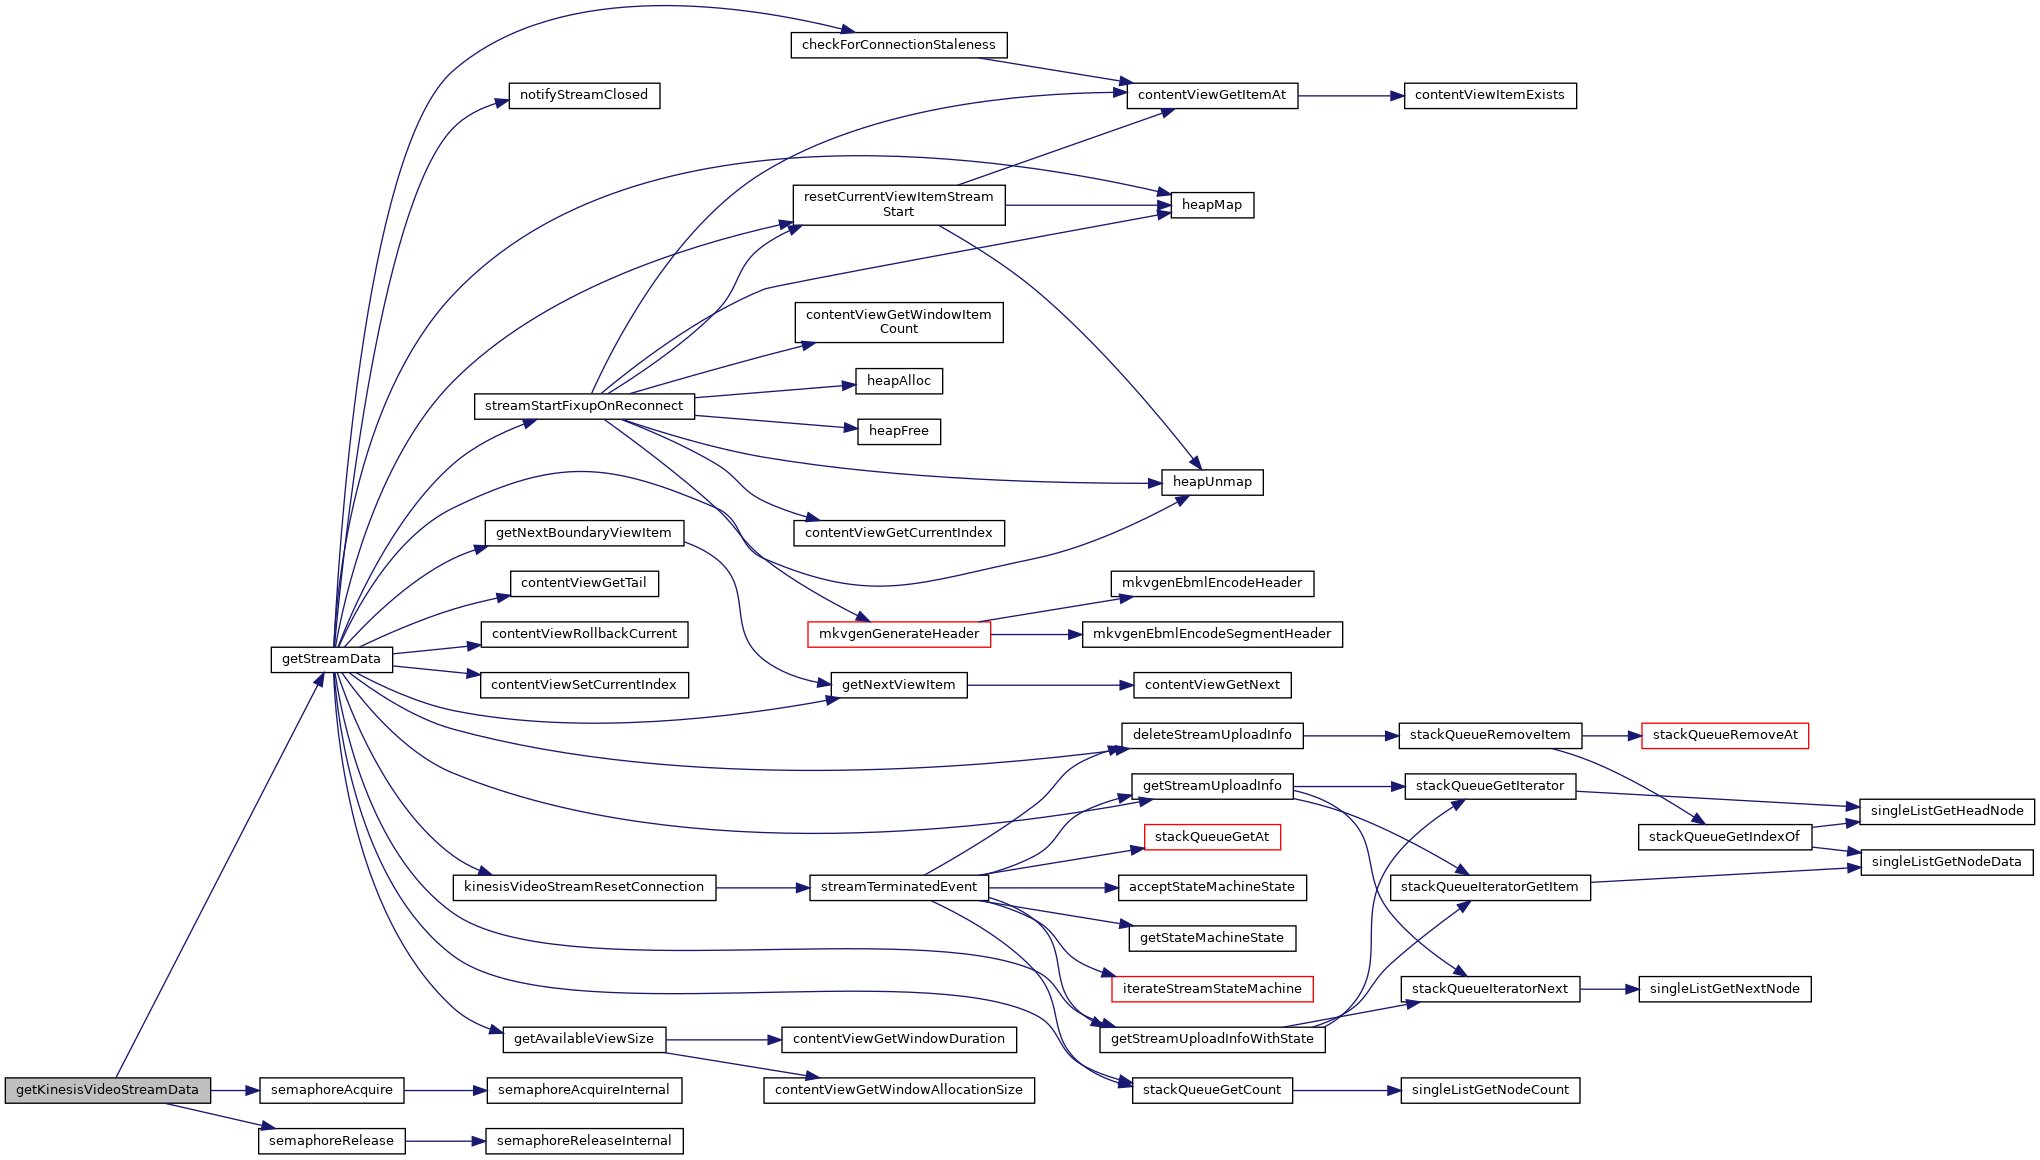 checkForConnectionStaleness
notifyStreamClosed
contentViewGetItemAt
contentViewItemExists
resetCurrentViewItemStream
Start
heapMap
contentViewGetWindowItem
Count
heapAlloc
streamStartFixupOnReconnect
heapFree
heapUnmap
getNextBoundaryViewItem
contentViewGetCurrentIndex
contentViewGetTail
mkvgenEbmlEncodeHeader
contentViewRollbackCurrent
mkvgenGenerateHeader
mkvgenEbmlEncodeSegmentHeader
getStreamData
contentViewSetCurrentIndex
getNextViewItem
contentViewGetNext
deleteStreamUploadInfo
stackQueueRemoveItem
stackQueueRemoveAt
getStreamUploadInfo
stackQueueGetIterator
singleListGetHeadNode
stackQueueGetAt
stackQueueGetIndexOf
singleListGetNodeData
kinesisVideoStreamResetConnection
streamTerminatedEvent
acceptStateMachineState
stackQueueIteratorGetItem
getStateMachineState
iterateStreamStateMachine
stackQueueIteratorNext
singleListGetNextNode
getAvailableViewSize
contentViewGetWindowDuration
getStreamUploadInfoWithState
getKinesisVideoStreamData
semaphoreAcquire
semaphoreAcquireInternal
contentViewGetWindowAllocationSize
stackQueueGetCount
singleListGetNodeCount
semaphoreRelease
semaphoreReleaseInternal